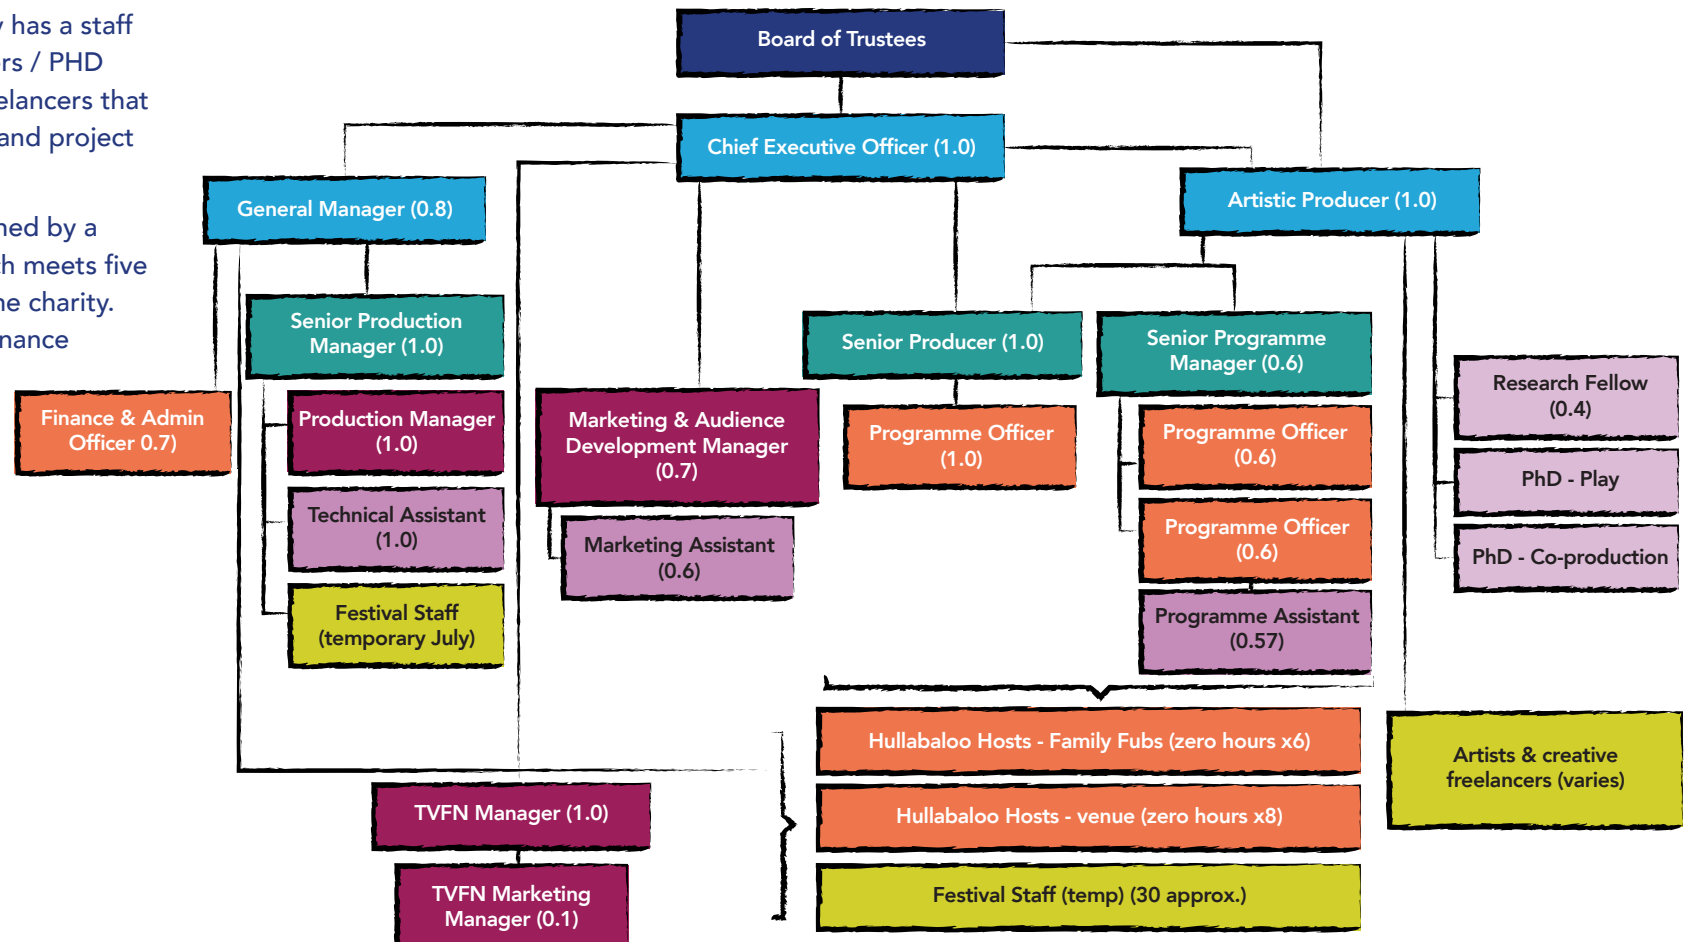 y has a staff
ers / PHD
eelancers that
and project
ned by a
ch meets five
he charity.
nance
Board of Trustees
Chief Executive Officer (1.0)
General Manager (0.8)
Artistic Producer (1.0)
Senior Production
Manager (1.0)
Senior Producer (1.0)
Senior Programme
Manager (0.6)
Finance & Admin
Officer 0.7)
Production Manager
(1.0)
Technical Assistant
(1.0)
Festival Staff
(temporary July)
Marketing & Audience
Development Manager
(0.7)
Marketing Assistant
(0.6)
Programme Officer
(1.0)
Programme Officer
(0.6)
Programme Officer
(0.6)
Programme Assistant
(0.57)
Research Fellow
(0.4)
PhD - Play
PhD - Co-production
Hullabaloo Hosts - Family Fubs (zero hours x6)
Hullabaloo Hosts - venue (zero hours x8)
Festival Staff (temp) (30 approx.)
Artists & creative
freelancers (varies)
TVFN Manager (1.0)
TVFN Marketing
Manager (0.1)